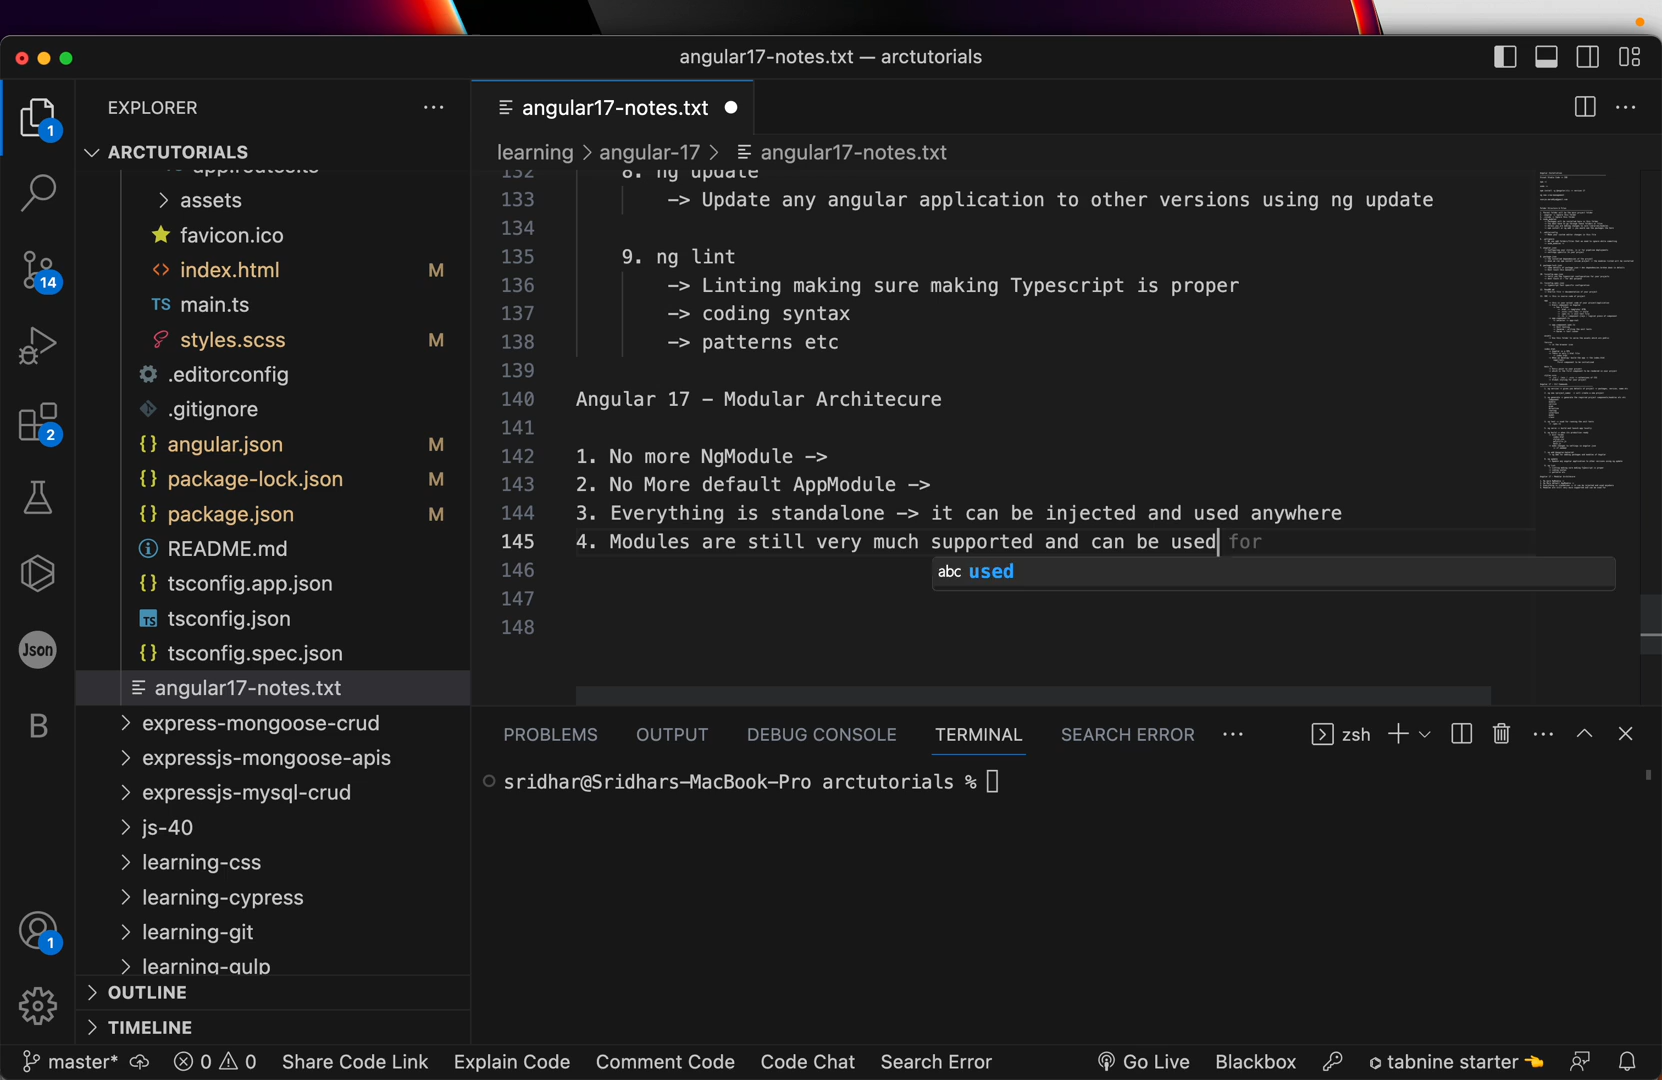 angular17-notes.txt — arctutorials
EXPLORER
ARCTUTORIALS
assets
favicon.ico
index.html M
main.ts
styles.scss M
.editorconfig
.gitignore
angular.json M
package-lock.json M
package.json M
README.md
tsconfig.app.json
tsconfig.json
tsconfig.spec.json
angular17-notes.txt
express-mongoose-crud
expressjs-mongoose-apis
expressjs-mysql-crud
js-40
learning-css
learning-cypress
learning-git
learning-gulp
OUTLINE
TIMELINE
1
14
2
Json
B
1
angular17-notes.txt
learning > angular-17 > angular17-notes.txt
132 8. ng update
133 -> Update any angular application to other versions using ng update
134
135 9. ng lint
136 -> Linting making sure making Typescript is proper
137 -> coding syntax
138 -> patterns etc
139
140 Angular 17 - Modular Architecure
141
142 1. No more NgModule ->
143 2. No More default AppModule ->
144 3. Everything is standalone -> it can be injected and used anywhere
145 4. Modules are still very much supported and can be used for
146 abc used
147
148
PROBLEMS OUTPUT DEBUG CONSOLE TERMINAL SEARCH ERROR zsh
sridhar@Sridhars-MacBook-Pro arctutorials %
master* 0 0 Share Code Link Explain Code Comment Code Code Chat Search Error Go Live Blackbox tabnine starter